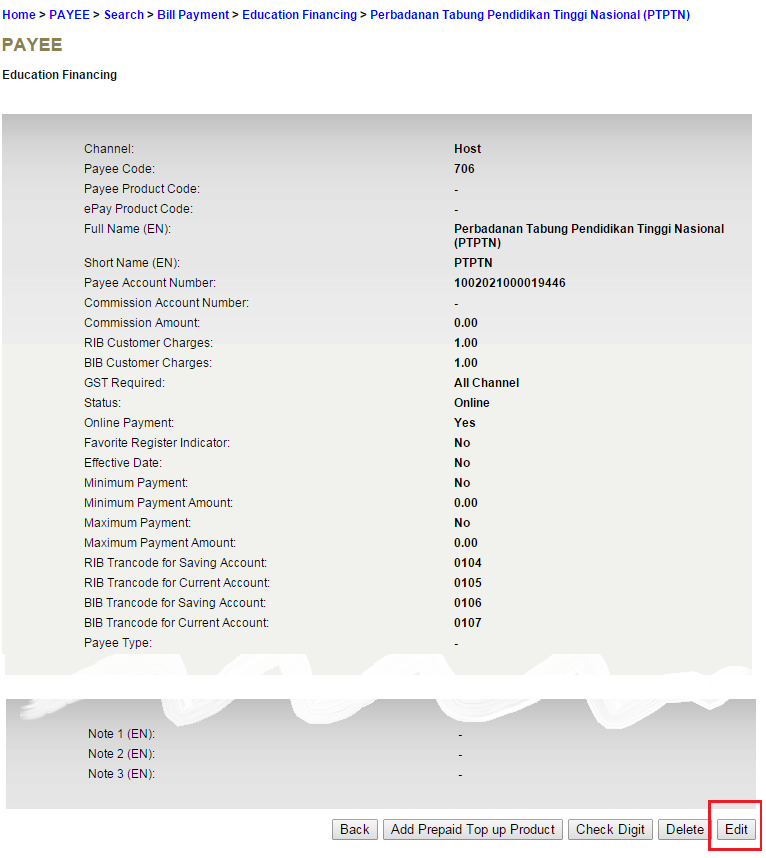 Home > PAYEE > Search > Bill Payment > Education Financing > Perbadanan Tabung Pendidikan Tinggi Nasional (PTPTN)
PAYEE
Education Financing
Channel: Host
Payee Code: 706
Payee Product Code: -
ePay Product Code: -
Full Name (EN): Perbadanan Tabung Pendidikan Tinggi Nasional
(PTPTN)
Short Name (EN): PTPTN
Payee Account Number: 1002021000019446
Commission Account Number: -
Commission Amount: 0.00
RIB Customer Charges: 1.00
BIB Customer Charges: 1.00
GST Required: All Channel
Status: Online
Online Payment: Yes
Favorite Register Indicator: No
Effective Date: No
Minimum Payment: No
Minimum Payment Amount: 0.00
Maximum Payment: No
Maximum Payment Amount: 0.00
RIB Trancode for Saving Account: 0104
RIB Trancode for Current Account: 0105
BIB Trancode for Saving Account: 0106
BIB Trancode for Current Account: 0107
Payee Type: -
Note 1 (EN): -
Note 2 (EN): -
Note 3 (EN): -
Back Add Prepaid Top up Product Check Digit Delete Edit